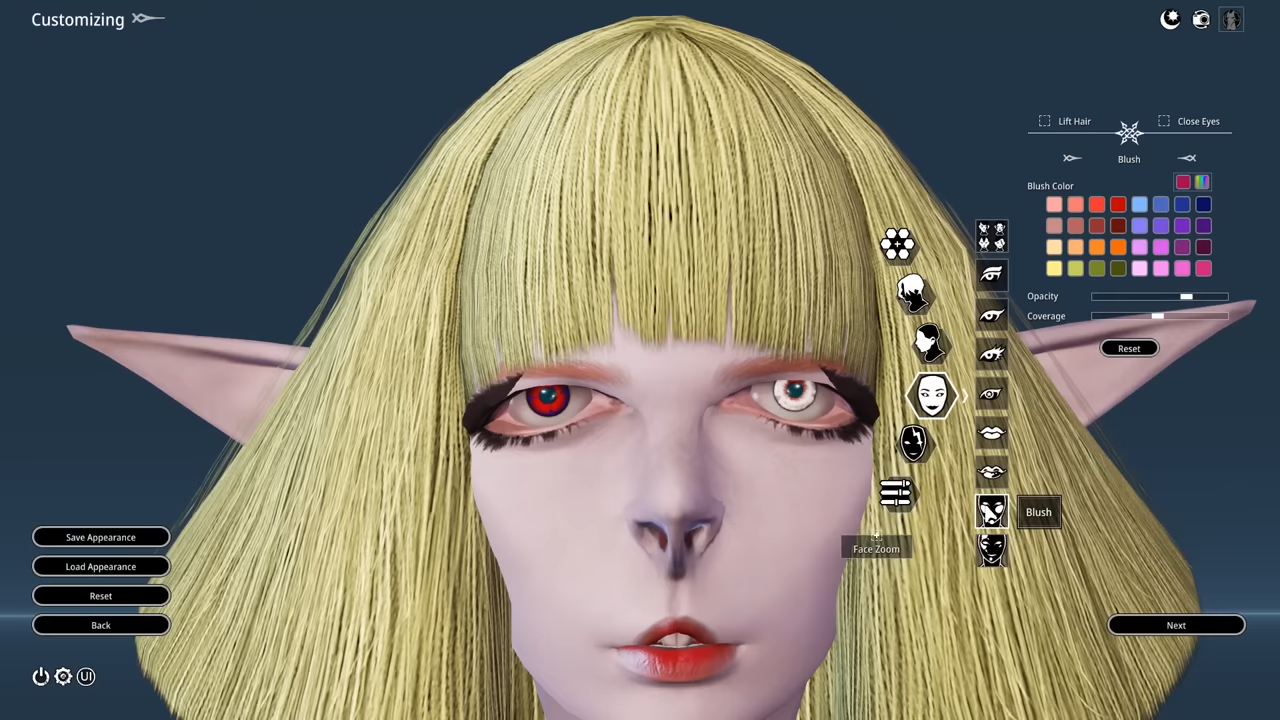 Customizing
Lift Hair
Close Eyes
Blush
Blush Color
Opacity
Coverage
Reset
Blush
Face Zoom
Save Appearance
Load Appearance
Reset
Back
Next
UI